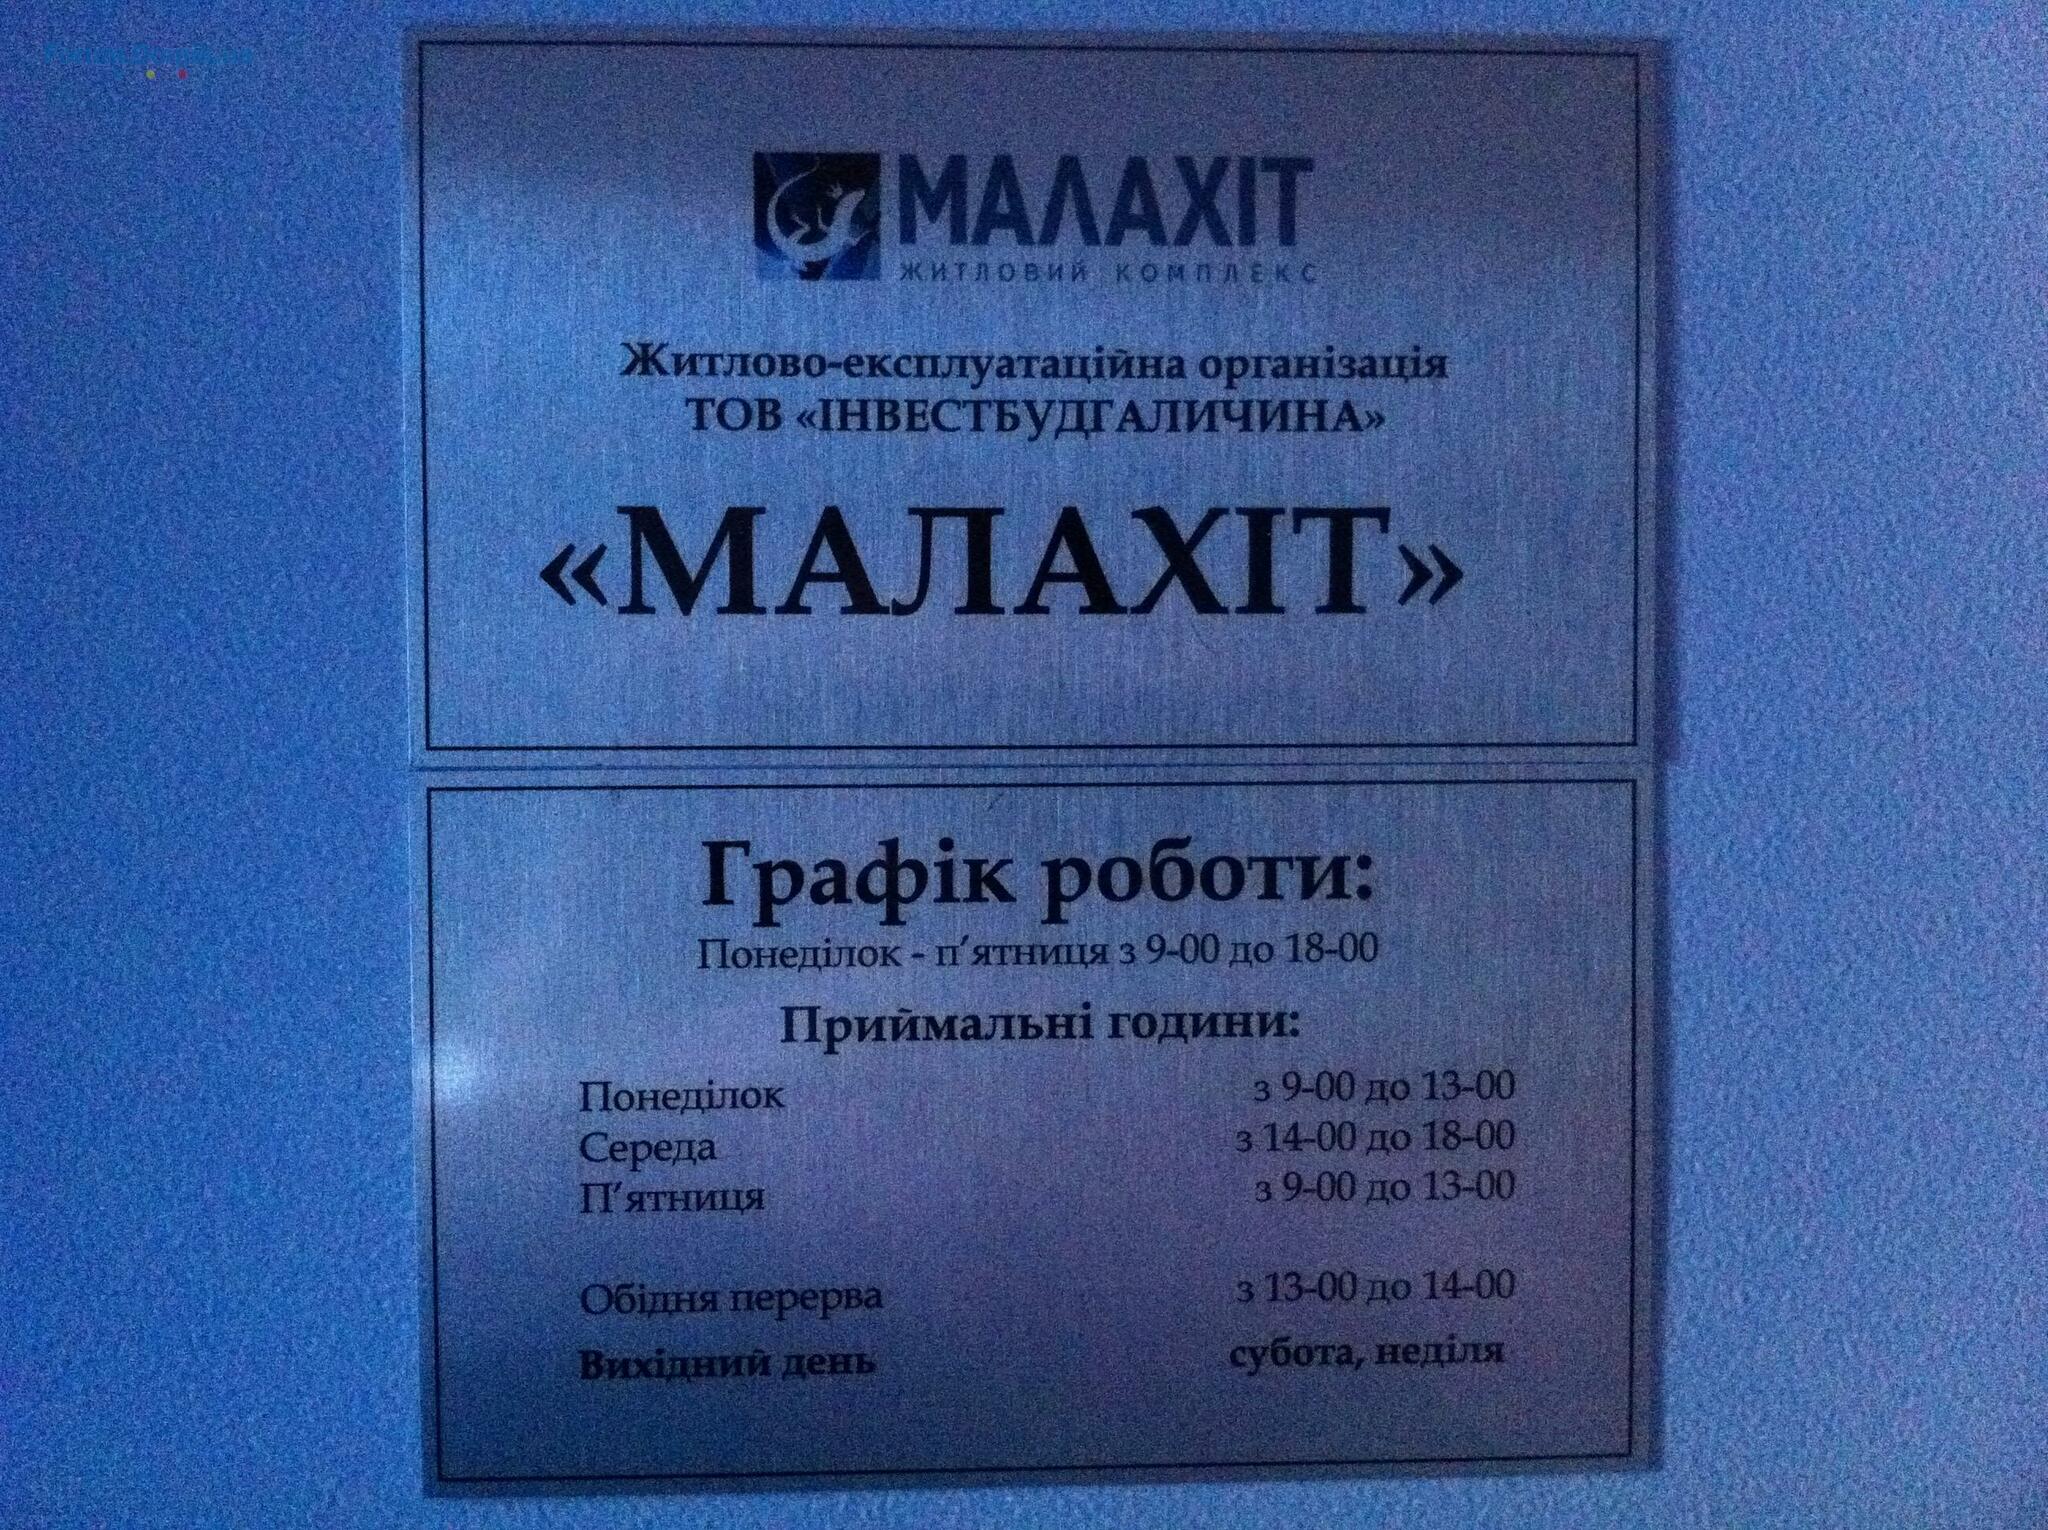 МАЛАХІТ
ЖИТЛОВИЙ КОМПЛЕКС
Житлово-експлуатаційна організація
ТОВ «ІНВЕСТБУДГАЛИЧИНА»
«МАЛАХІТ»
Графік роботи:
Понеділок - п’ятниця з 9-00 до 18-00
Приймальні години:
Понеділок з 9-00 до 13-00
Середа з 14-00 до 18-00
П’ятниця з 9-00 до 13-00
Обідня перерва з 13-00 до 14-00
Вихідний день субота, неділя